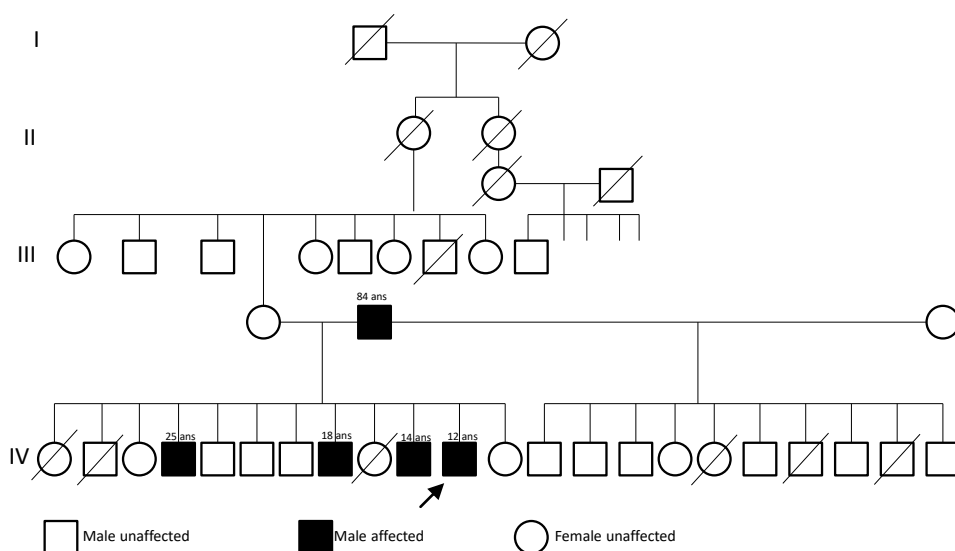 I
II
III
84 ans
25 ans
18 ans
14 ans
12 ans
IV
Male unaffected
Male affected
Female unaffected